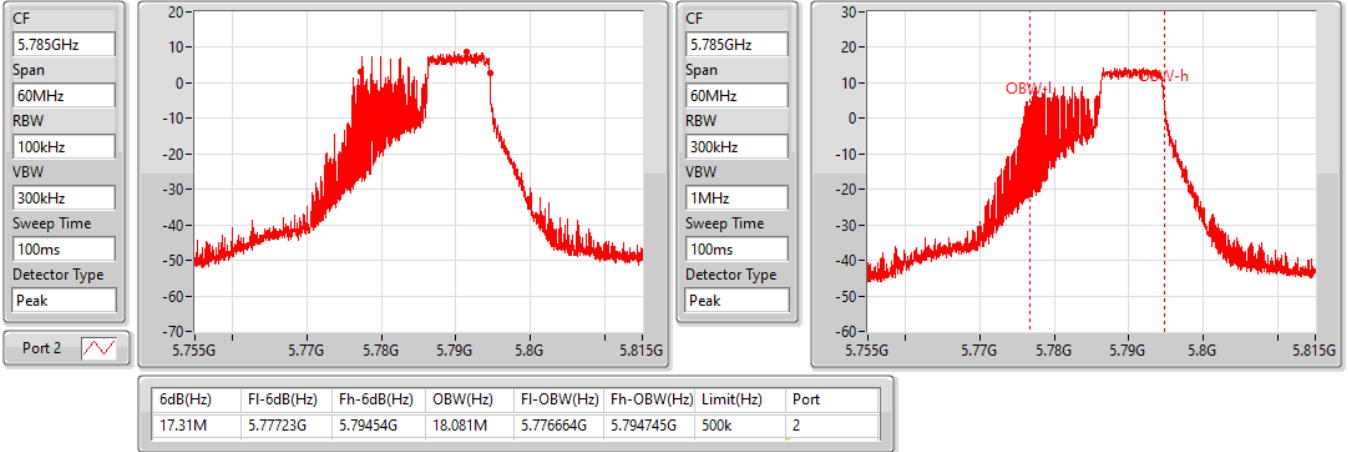 CF
5.785GHz
Span
60MHz
RBW
100kHz
VBW
300kHz
Sweep Time
100ms
Detector Type
Peak
Port 2
20
10
0
-10
-20
-30
-40
-50
-60
-70
5.755G 5.77G 5.78G 5.79G 5.8G 5.815G
CF
5.785GHz
Span
60MHz
RBW
300kHz
VBW
1MHz
Sweep Time
100ms
Detector Type
Peak
30
20
10
0
-10
-20
-30
-40
-50
-60
OBW-l OBW-h
5.755G 5.77G 5.78G 5.79G 5.8G 5.815G
6dB(Hz) Fl-6dB(Hz) Fh-6dB(Hz) OBW(Hz) Fl-OBW(Hz) Fh-OBW(Hz) Limit(Hz) Port
17.31M 5.77723G 5.79454G 18.081M 5.776664G 5.794745G 500k 2